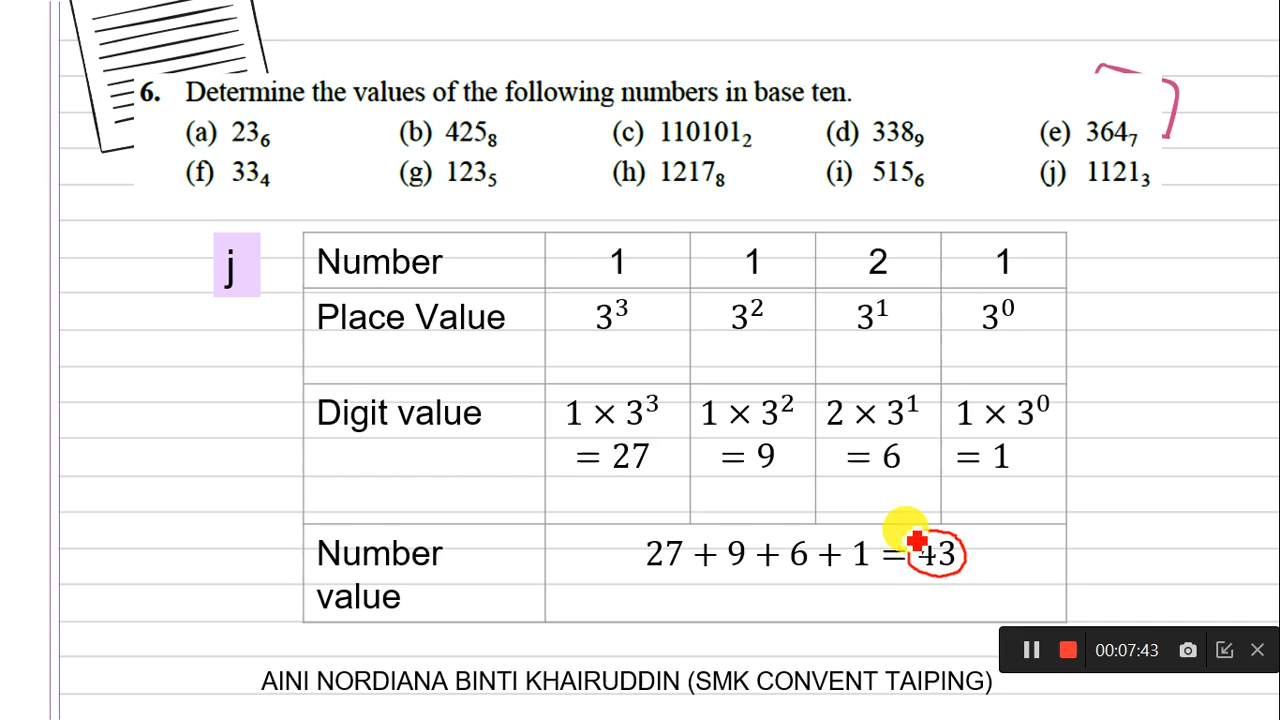 6. Determine the values of the following numbers in base ten.
(a) 23₆ (b) 425₈ (c) 110101₂ (d) 338₉ (e) 364₇
(f) 33₄ (g) 123₅ (h) 1217₈ (i) 515₆ (j) 1121₃
j
Number 1 1 2 1
Place Value 3³ 3² 3¹ 3⁰
Digit value 1 × 3³ 1 × 3² 2 × 3¹ 1 × 3⁰
= 27 = 9 = 6 = 1
Number 27 + 9 + 6 + 1 = 43
value
00:07:43
AINI NORDIANA BINTI KHAIRUDDIN (SMK CONVENT TAIPING)